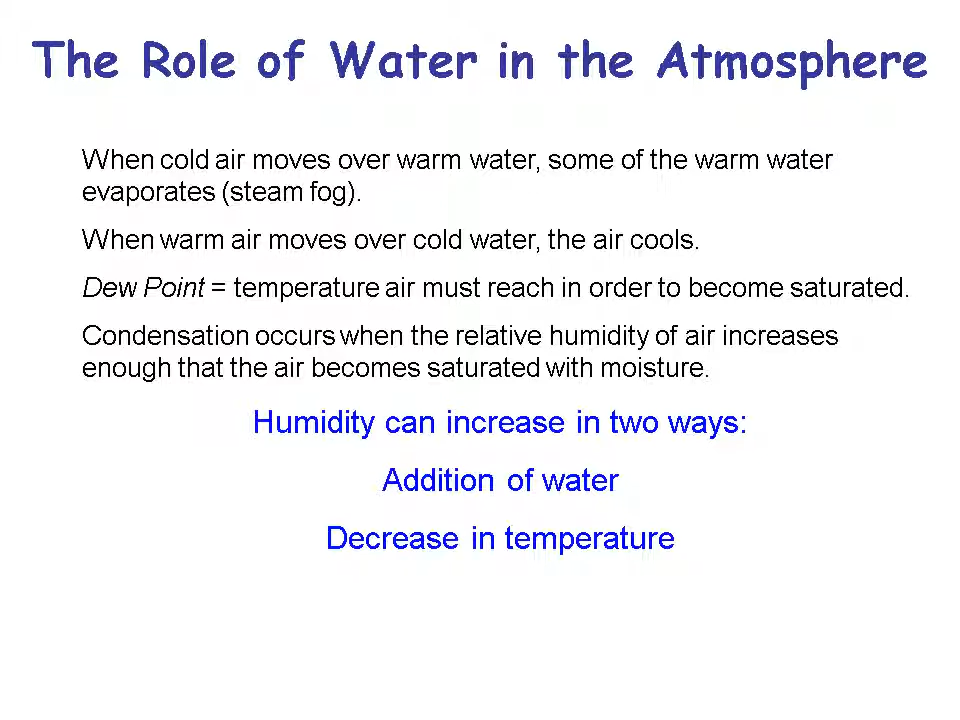 The Role of Water in the Atmosphere
When cold air moves over warm water, some of the warm water
evaporates (steam fog).
When warm air moves over cold water, the air cools.
Dew Point = temperature air must reach in order to become saturated.
Condensation occurs when the relative humidity of air increases
enough that the air becomes saturated with moisture.
Humidity can increase in two ways:
Addition of water
Decrease in temperature